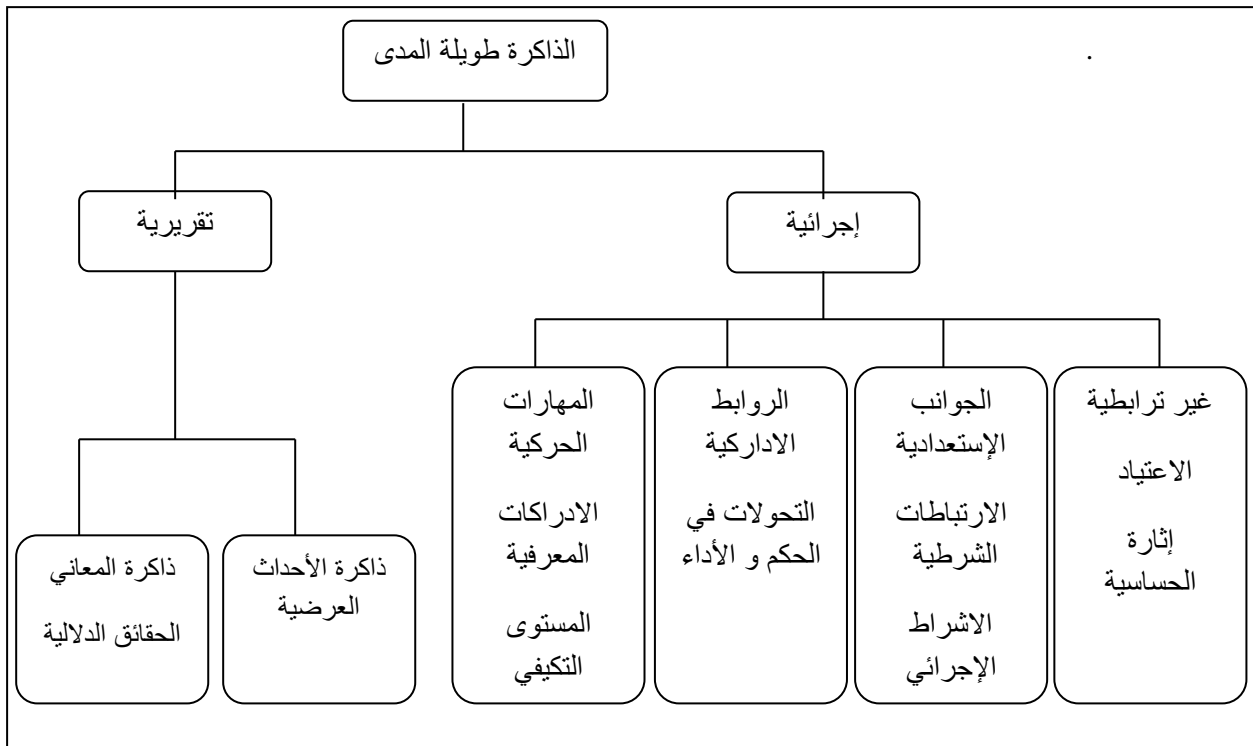 الذاكرة طويلة المدى
.
إجرائية
تقريرية
غير ترابطية
الاعتياد
إثارة
الحساسية
الجوانب
الإستعدادية
الارتباطات
الشرطية
الاشراط
الإجرائي
الروابط
الاداركية
التحولات في
الحكم و الأداء
المهارات
الحركية
الادراكات
المعرفية
المستوى
التكيفي
ذاكرة الأحداث
العرضية
ذاكرة المعاني
الحقائق الدلالية